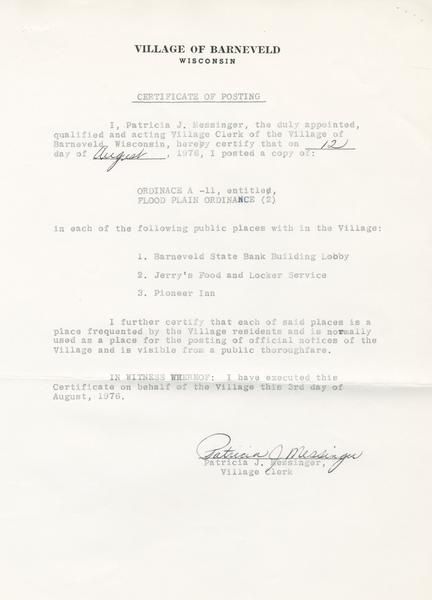 VILLAGE OF BARNEVELD
WISCONSIN
CERTIFICATE OF POSTING
I, Patricia J. Messinger, the duly appointed,
qualified and acting Village Clerk of the Village of
Barneveld, Wisconsin, hereby certify that on 12
day of August, 1976, I posted a copy of:
ORDINACE A -11, entitled,
FLOOD PLAIN ORDINANCE (2)
in each of the following public places with in the Village:
1. Barneveld State Bank Building Lobby
2. Jerry's Food and Locker Service
3. Pioneer Inn
I further certify that each of said places is a
place frequented by the Village residents and is normally
used as a place for the posting of official notices of the
Village and is visible from a public thoroughfare.
IN WITNESS WHEREOF: I have executed this
Certificate on behalf of the Village this 3rd day of
August, 1976.
Patricia J Messinger
Patricia J. Messinger,
Village Clerk